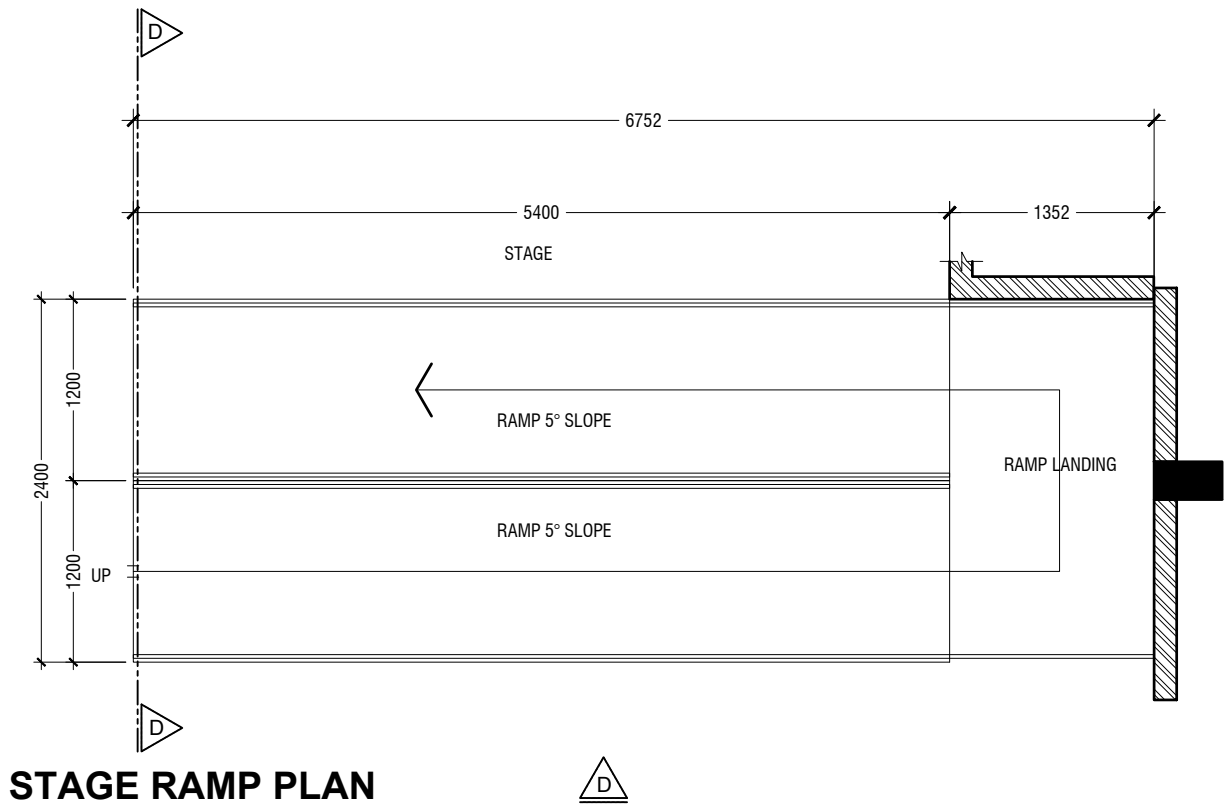 D
6752
5400
1352
STAGE
1200
RAMP 5° SLOPE
2400
RAMP LANDING
RAMP 5° SLOPE
1200
UP
D
STAGE RAMP PLAN
D